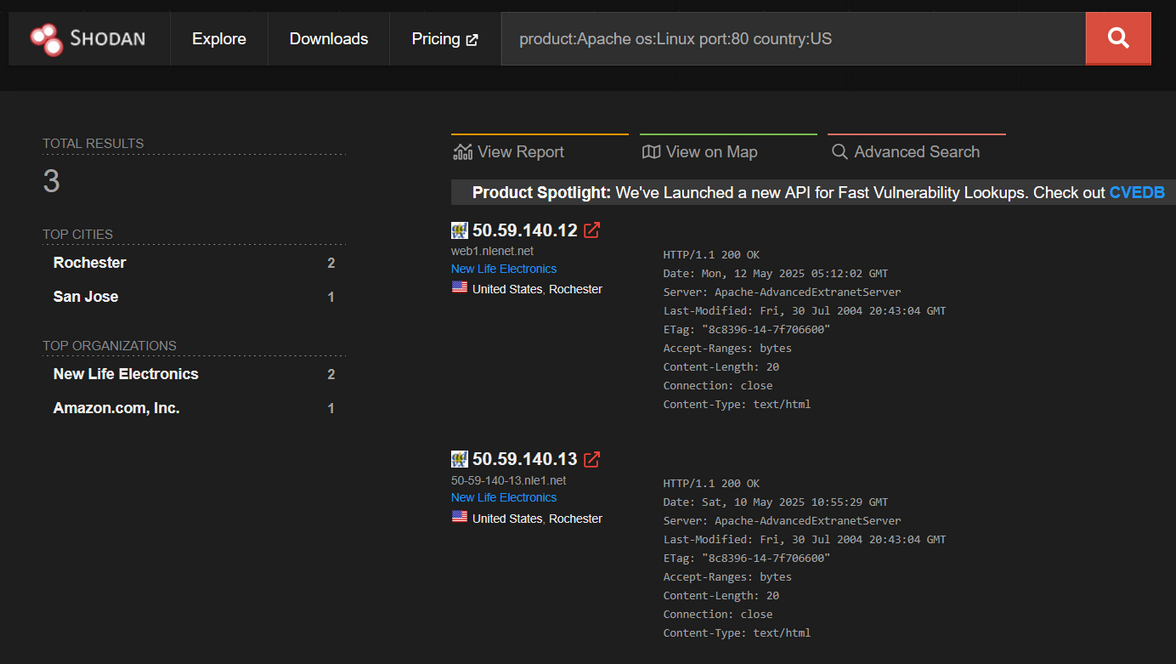 SHODAN Explore Downloads Pricing product:Apache os:Linux port:80 country:US
TOTAL RESULTS
3
TOP CITIES
Rochester 2
San Jose 1
TOP ORGANIZATIONS
New Life Electronics 2
Amazon.com, Inc. 1
View Report View on Map Advanced Search
Product Spotlight: We've Launched a new API for Fast Vulnerability Lookups. Check out CVEDB
50.59.140.12
web1.nlenet.net
New Life Electronics
United States, Rochester
HTTP/1.1 200 OK
Date: Mon, 12 May 2025 05:12:02 GMT
Server: Apache-AdvancedExtranetServer
Last-Modified: Fri, 30 Jul 2004 20:43:04 GMT
ETag: "8c8396-14-7f706600"
Accept-Ranges: bytes
Content-Length: 20
Connection: close
Content-Type: text/html
50.59.140.13
50-59-140-13.nle1.net
New Life Electronics
United States, Rochester
HTTP/1.1 200 OK
Date: Sat, 10 May 2025 10:55:29 GMT
Server: Apache-AdvancedExtranetServer
Last-Modified: Fri, 30 Jul 2004 20:43:04 GMT
ETag: "8c8396-14-7f706600"
Accept-Ranges: bytes
Content-Length: 20
Connection: close
Content-Type: text/html